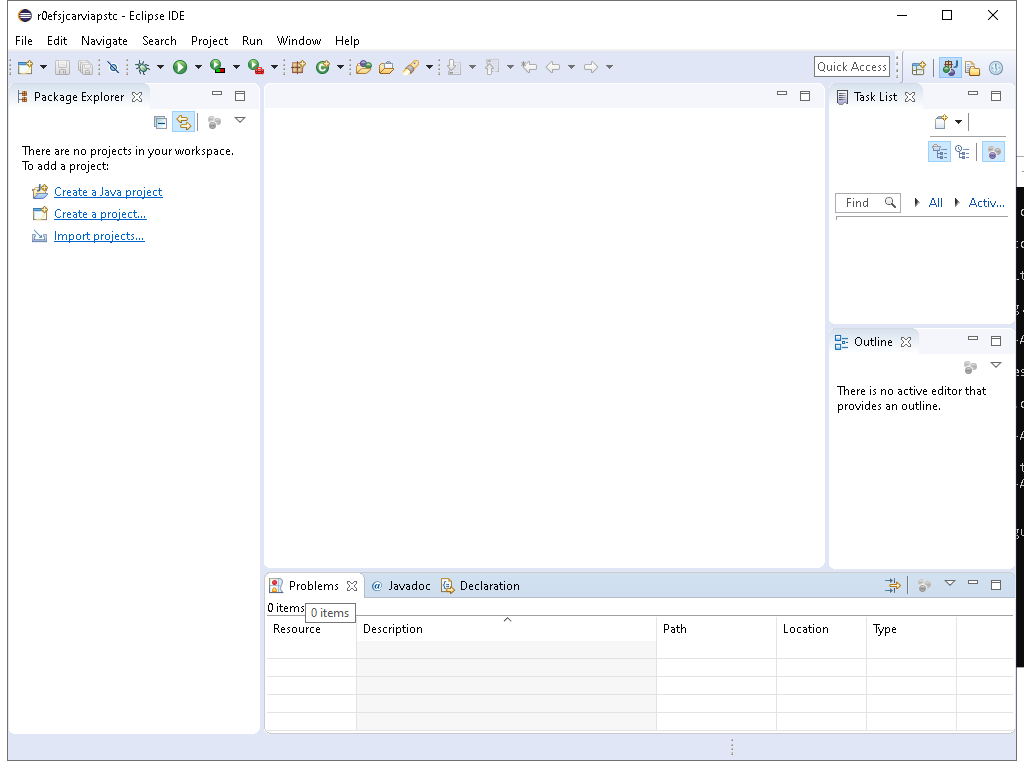 r0efsjcarviapstc - Eclipse IDE
File Edit Navigate Search Project Run Window Help
Quick Access
Package Explorer
There are no projects in your workspace.
To add a project:
Create a Java project
Create a project...
Import projects...
Task List
Find
All
Activ...
Outline
There is no active editor that
provides an outline.
Problems @ Javadoc Declaration
0 items
0 items
Resource Description Path Location Type